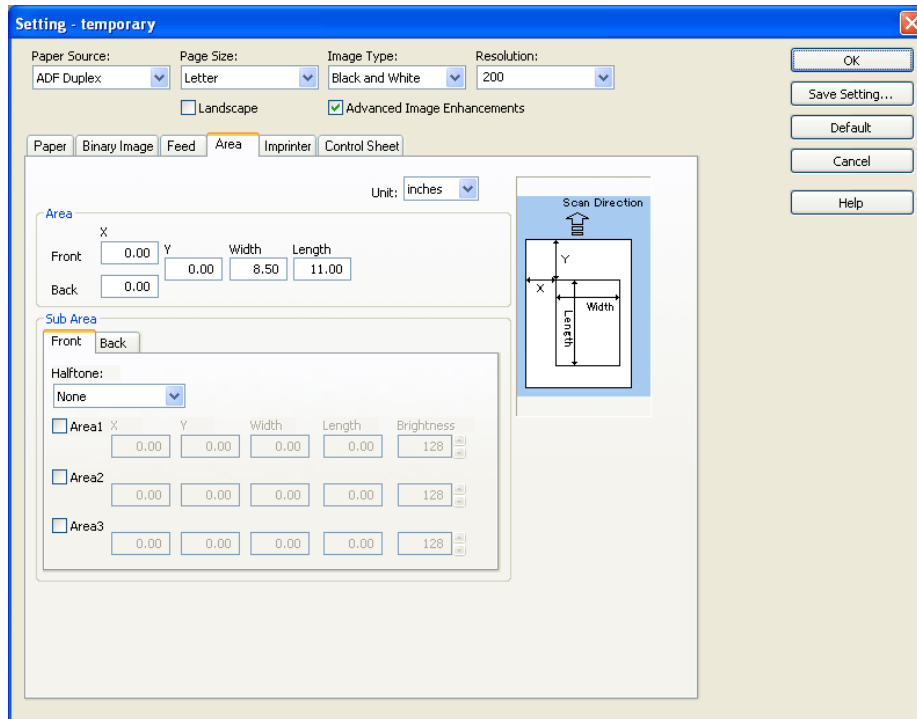 Setting - temporary
Paper Source: Page Size: Image Type: Resolution:
ADF Duplex Letter Black and White 200
Landscape Advanced Image Enhancements
OK
Save Setting...
Default
Cancel
Help
Paper Binary Image Feed Area Imprinter Control Sheet
Unit: inches
Area
X Y Width Length
Front 0.00 0.00 8.50 11.00
Back 0.00
Scan Direction
Y
X
Width
Length
Sub Area
Front Back
Halftone:
None
Area1 X Y Width Length Brightness
0.00 0.00 0.00 0.00 128
Area2
0.00 0.00 0.00 0.00 128
Area3
0.00 0.00 0.00 0.00 128